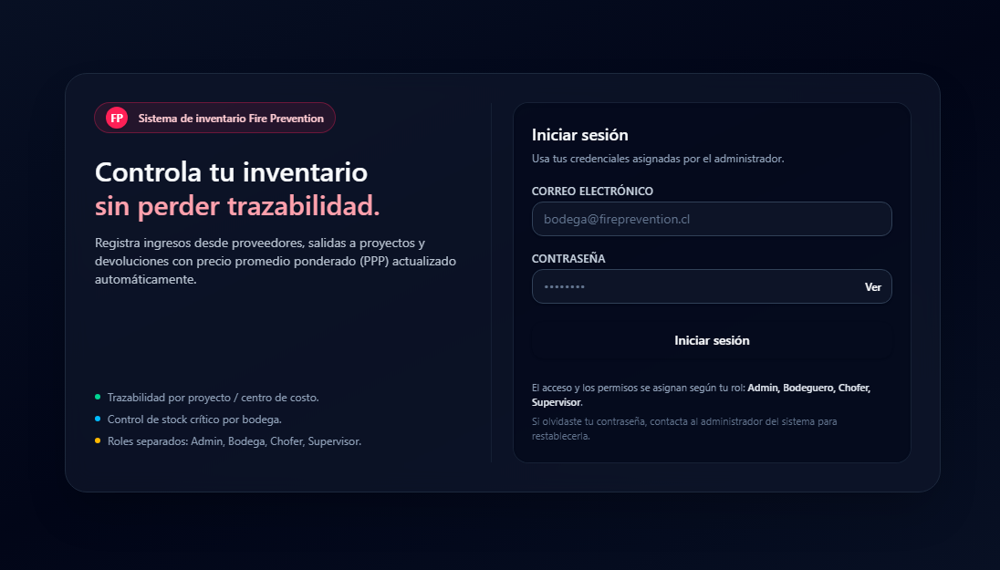 FP Sistema de inventario Fire Prevention
Controla tu inventario
sin perder trazabilidad.
Registra ingresos desde proveedores, salidas a proyectos y
devoluciones con precio promedio ponderado (PPP) actualizado
automáticamente.
Trazabilidad por proyecto / centro de costo.
Control de stock crítico por bodega.
Roles separados: Admin, Bodega, Chofer, Supervisor.
Iniciar sesión
Usa tus credenciales asignadas por el administrador.
CORREO ELECTRÓNICO
bodega@fireprevention.cl
CONTRASEÑA
•••••••• Ver
Iniciar sesión
El acceso y los permisos se asignan según tu rol: Admin, Bodeguero, Chofer,
Supervisor.
Si olvidaste tu contraseña, contacta al administrador del sistema para
restablecerla.